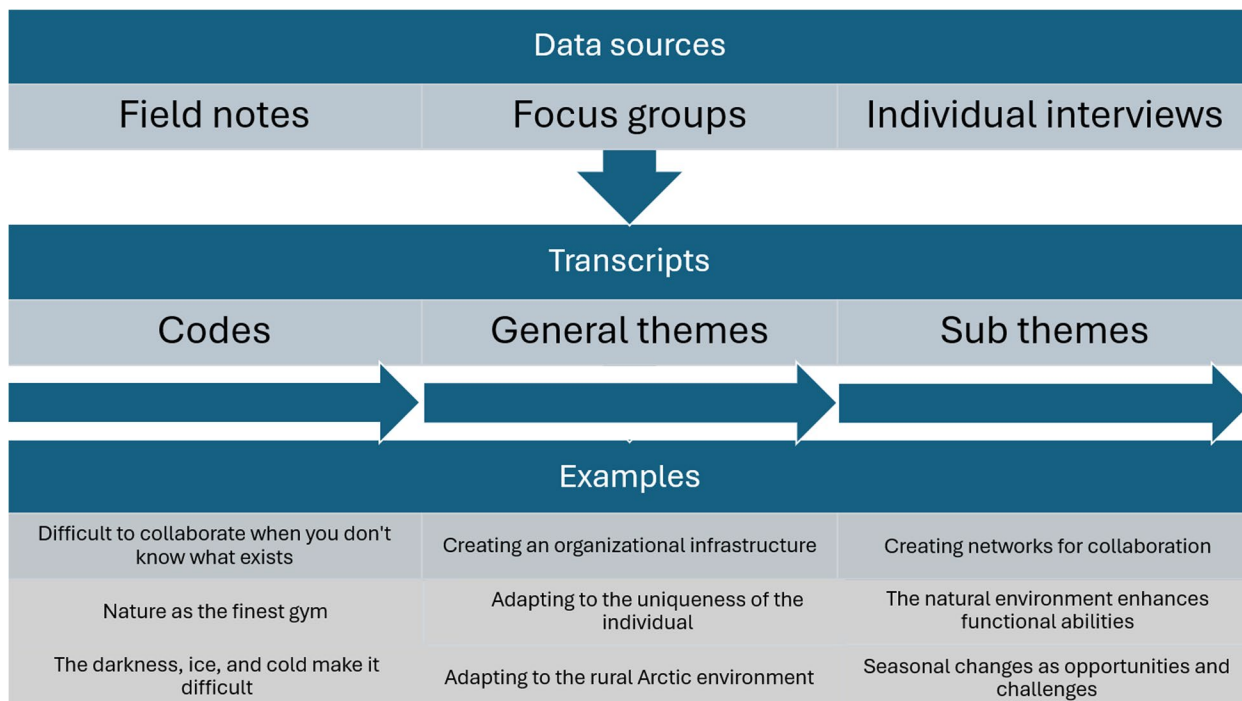 Data sources
Field notes
Focus groups
Individual interviews
Transcripts
Codes
General themes
Sub themes
Examples
Difficult to collaborate when you don't
know what exists
Creating an organizational infrastructure
Creating networks for collaboration
Nature as the finest gym
Adapting to the uniqueness of the
individual
The natural environment enhances
functional abilities
The darkness, ice, and cold make it
difficult
Adapting to the rural Arctic environment
Seasonal changes as opportunities and
challenges